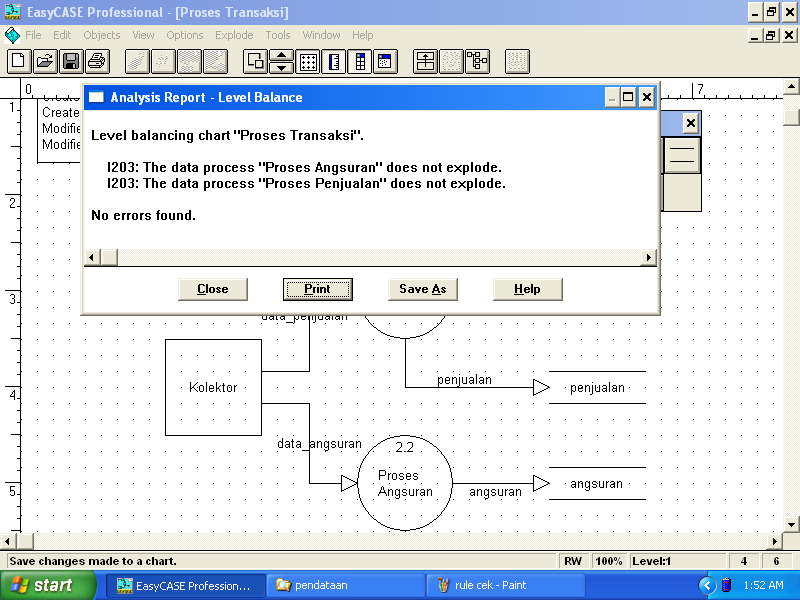 EasyCASE Professional - [Proses Transaksi]
File Edit Objects View Options Explode Tools Window Help
0
7
1
Create
Modifie
Modifie
2
3
4
5
Analysis Report - Level Balance
Level balancing chart "Proses Transaksi".
I203: The data process "Proses Angsuran" does not explode.
I203: The data process "Proses Penjualan" does not explode.
No errors found.
Close Print Save As Help
data_penjualan
Kolektor
penjualan
penjualan
data_angsuran
2.2
Proses
Angsuran
angsuran
angsuran
Save changes made to a chart.
RW 100% Level:1 4 6
start
EasyCASE Profession...
pendataan
rule cek - Paint
1:52 AM